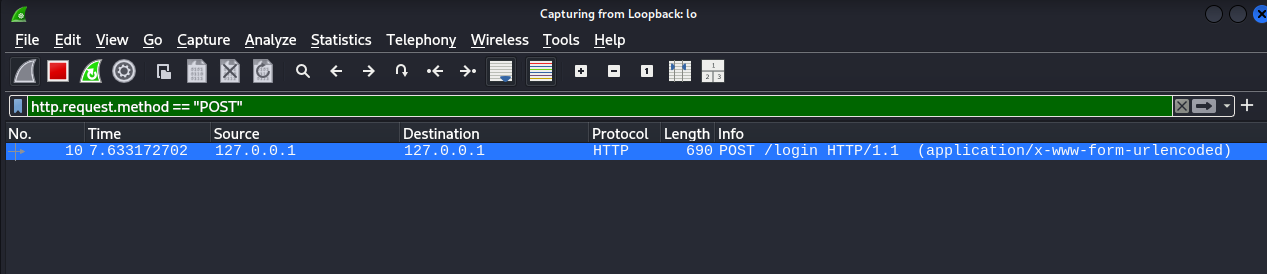 Capturing from Loopback: lo
File Edit View Go Capture Analyze Statistics Telephony Wireless Tools Help
http.request.method == "POST"
No. Time Source Destination Protocol Length Info
10 7.633172702 127.0.0.1 127.0.0.1 HTTP 690 POST /login HTTP/1.1 (application/x-www-form-urlencoded)